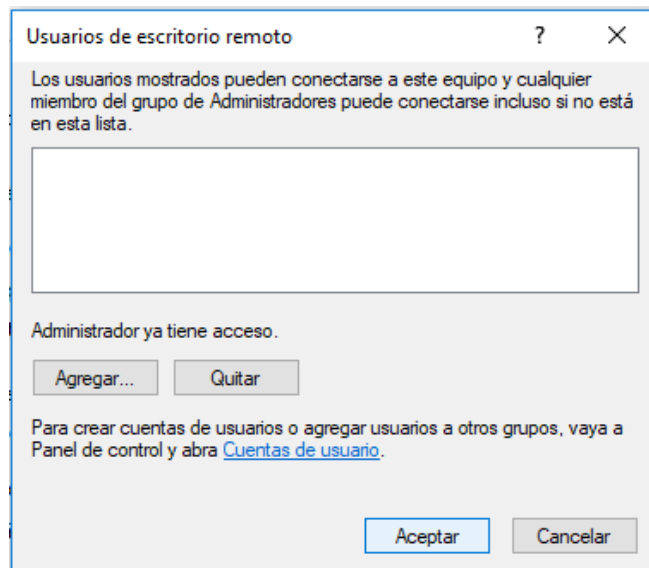 Usuarios de escritorio remoto
Los usuarios mostrados pueden conectarse a este equipo y cualquier
miembro del grupo de Administradores puede conectarse incluso si no está
en esta lista.
Administrador ya tiene acceso.
Agregar... Quitar
Para crear cuentas de usuarios o agregar usuarios a otros grupos, vaya a
Panel de control y abra Cuentas de usuario.
Aceptar Cancelar